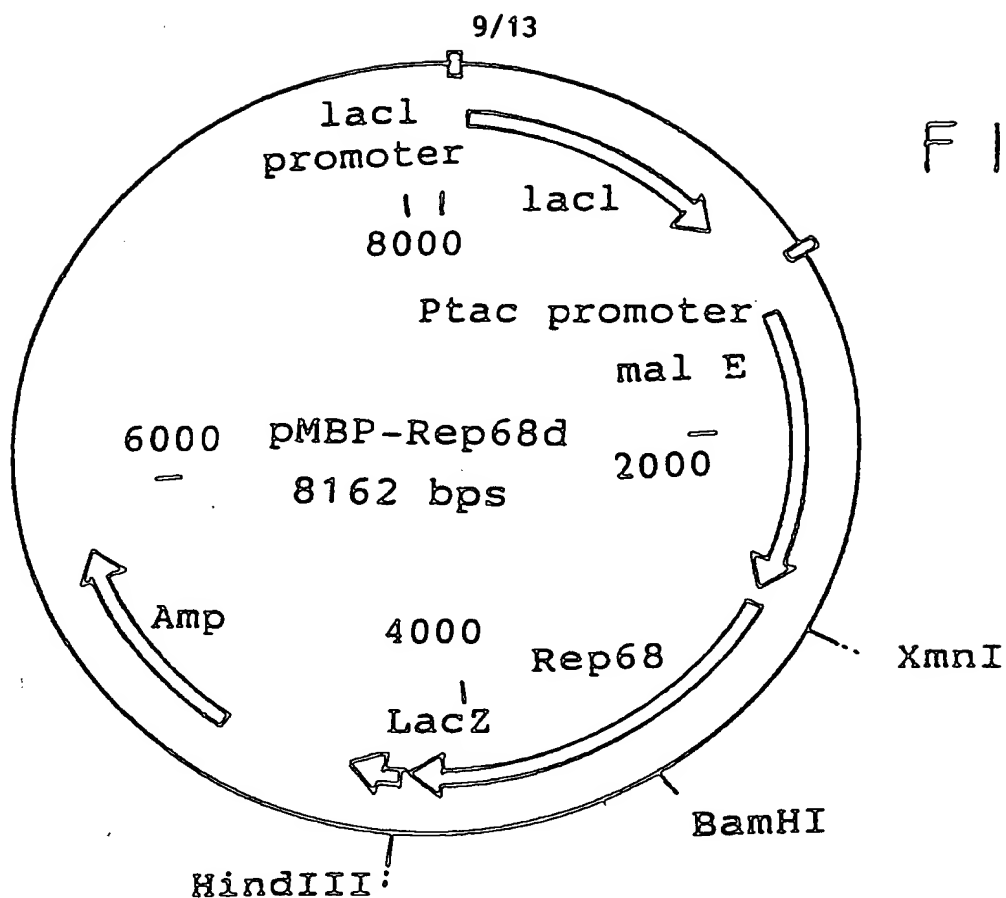 9/13
lacl
promoter
F I
lacl
8000
Ptac promoter
mal E
6000
pMBP-Rep68d
8162 bps
2000
Amp
4000
Rep68
XmnI
LacZ
BamHI
HindIII